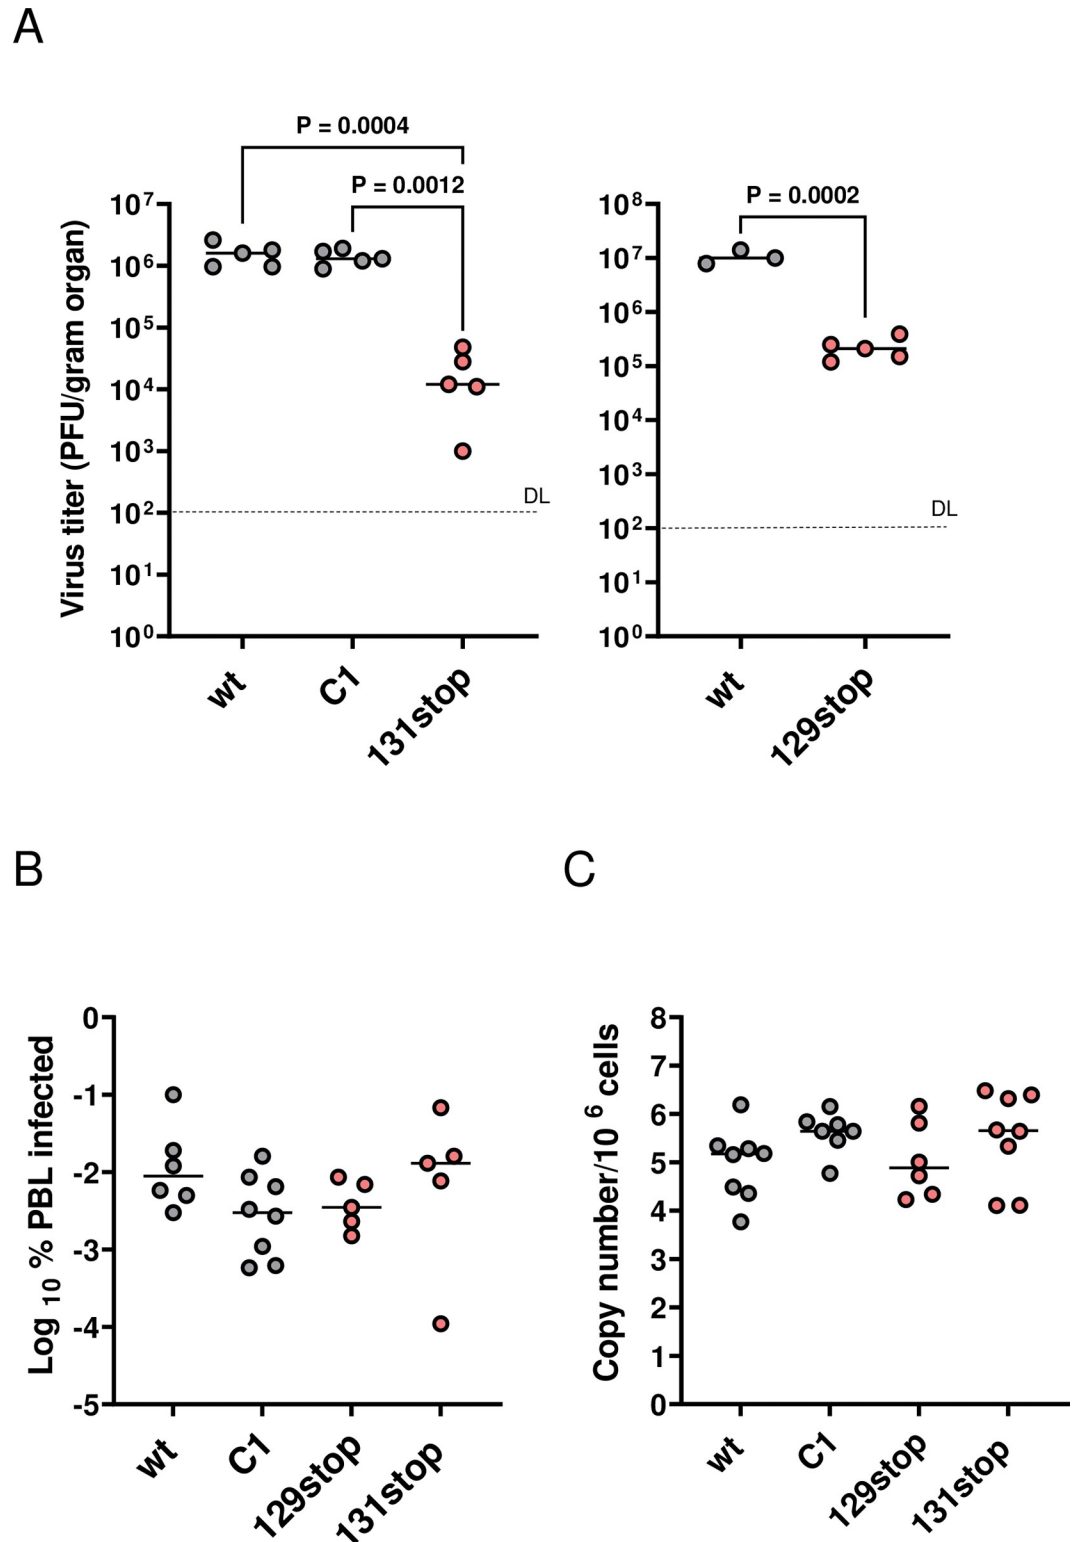 A
P = 0.0004
P = 0.0012
Virus titer (PFU/gram organ)
10⁷
10⁶
10⁵
10⁴
10³
10²
10¹
10⁰
DL
wt
C1
131stop
P = 0.0002
10⁸
10⁷
10⁶
10⁵
10⁴
10³
10²
10¹
10⁰
DL
wt
129stop
B
Log 10 % PBL infected
0
-1
-2
-3
-4
-5
wt
C1
129stop
131stop
C
Copy number/10 ⁶ cells
8
7
6
5
4
3
2
1
0
wt
C1
129stop
131stop